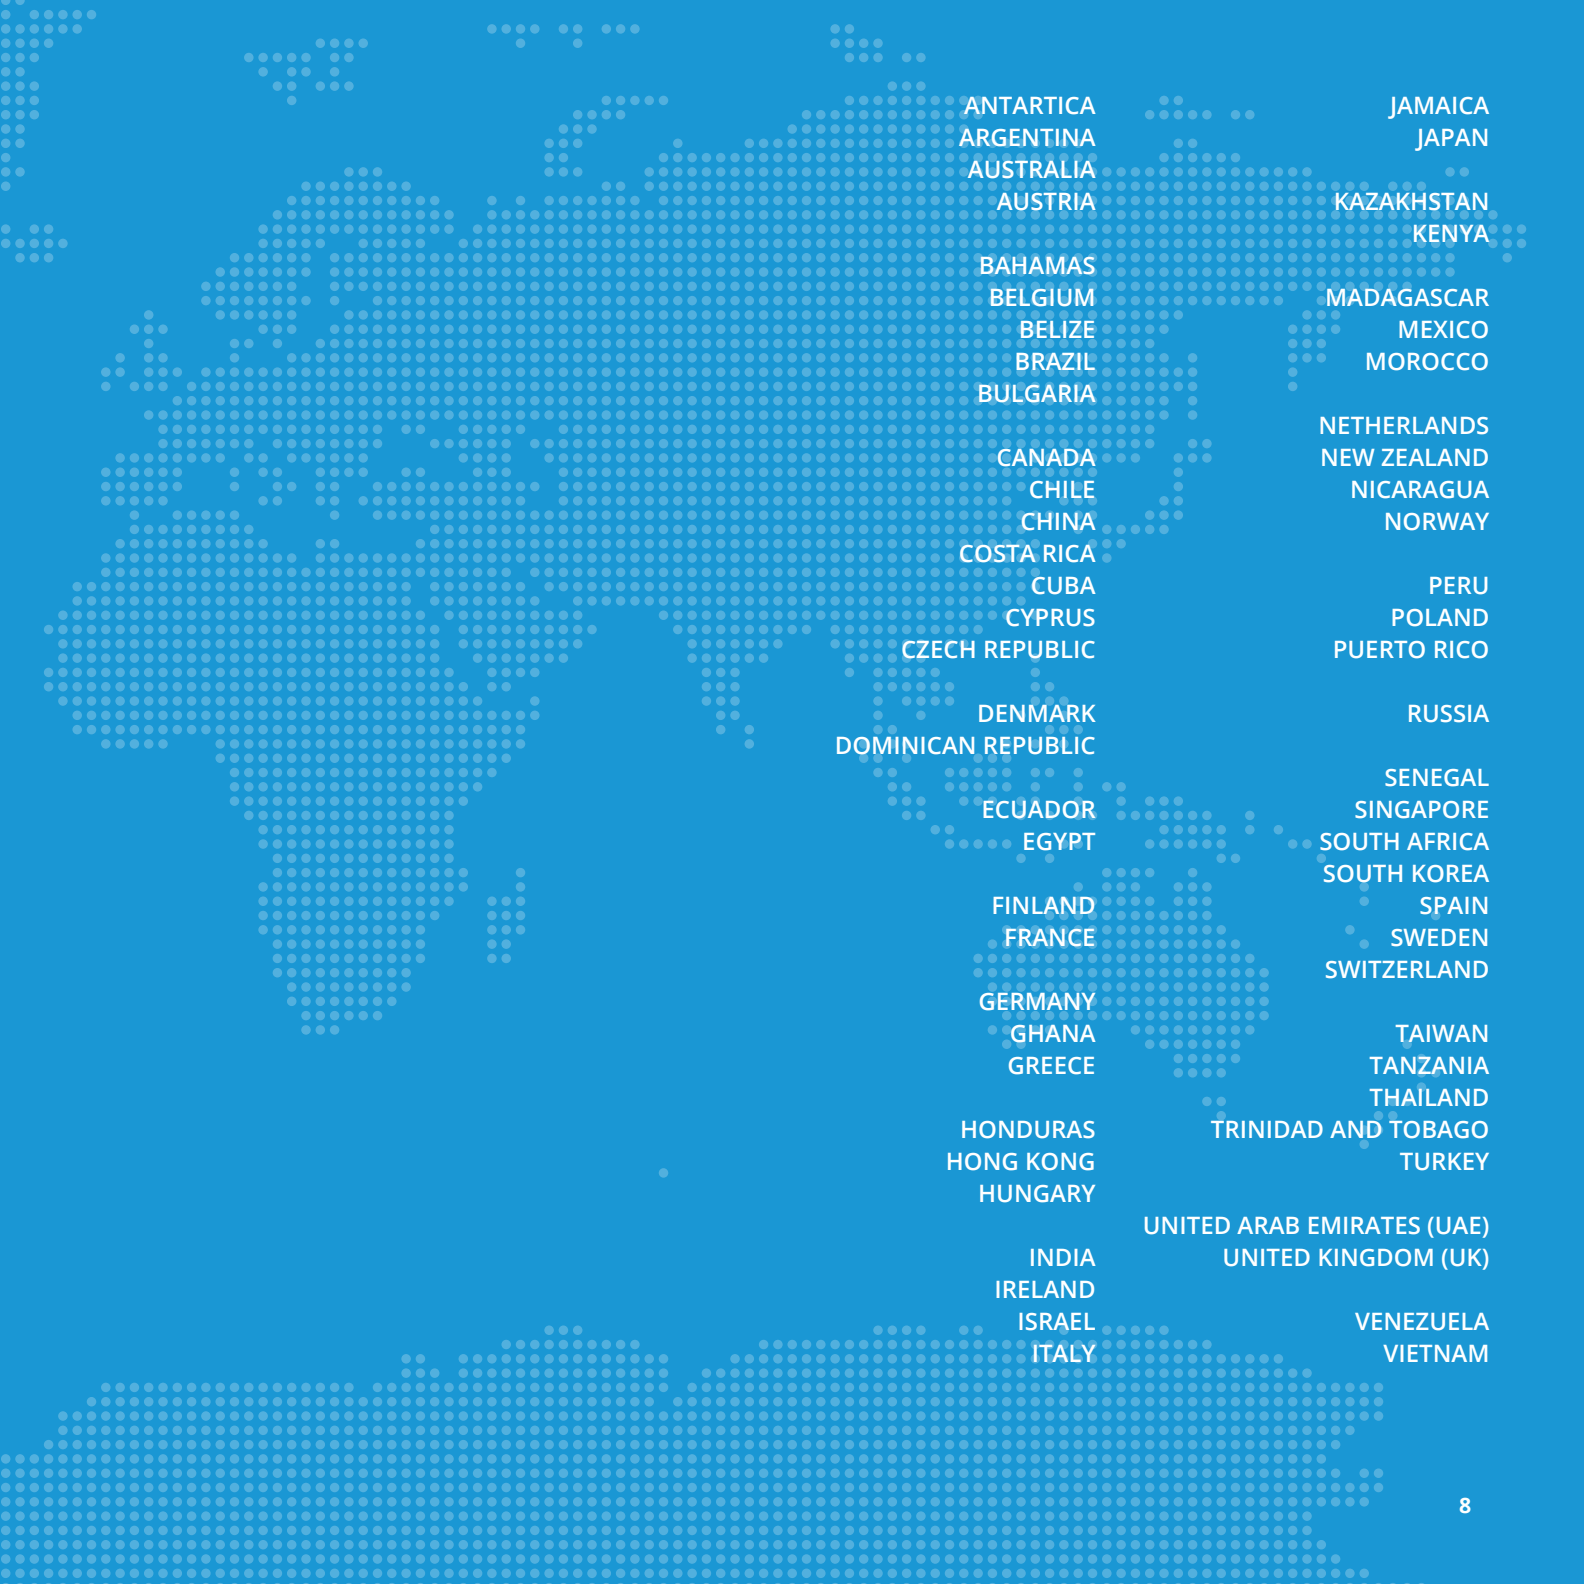 ANTARTICA
ARGENTINA
AUSTRALIA
AUSTRIA
BAHAMAS
BELGIUM
BELIZE
BRAZIL
BULGARIA
CANADA
CHILE
CHINA
COSTA RICA
CUBA
CYPRUS
CZECH REPUBLIC
DENMARK
DOMINICAN REPUBLIC
ECUADOR
EGYPT
FINLAND
FRANCE
GERMANY
GHANA
GREECE
HONDURAS
HONG KONG
HUNGARY
INDIA
IRELAND
ISRAEL
ITALY
JAMAICA
JAPAN
KAZAKHSTAN
KENYA
MADAGASCAR
MEXICO
MOROCCO
NETHERLANDS
NEW ZEALAND
NICARAGUA
NORWAY
PERU
POLAND
PUERTO RICO
RUSSIA
SENEGAL
SINGAPORE
SOUTH AFRICA
SOUTH KOREA
SPAIN
SWEDEN
SWITZERLAND
TAIWAN
TANZANIA
THAILAND
TRINIDAD AND TOBAGO
TURKEY
UNITED ARAB EMIRATES (UAE)
UNITED KINGDOM (UK)
VENEZUELA
VIETNAM
8